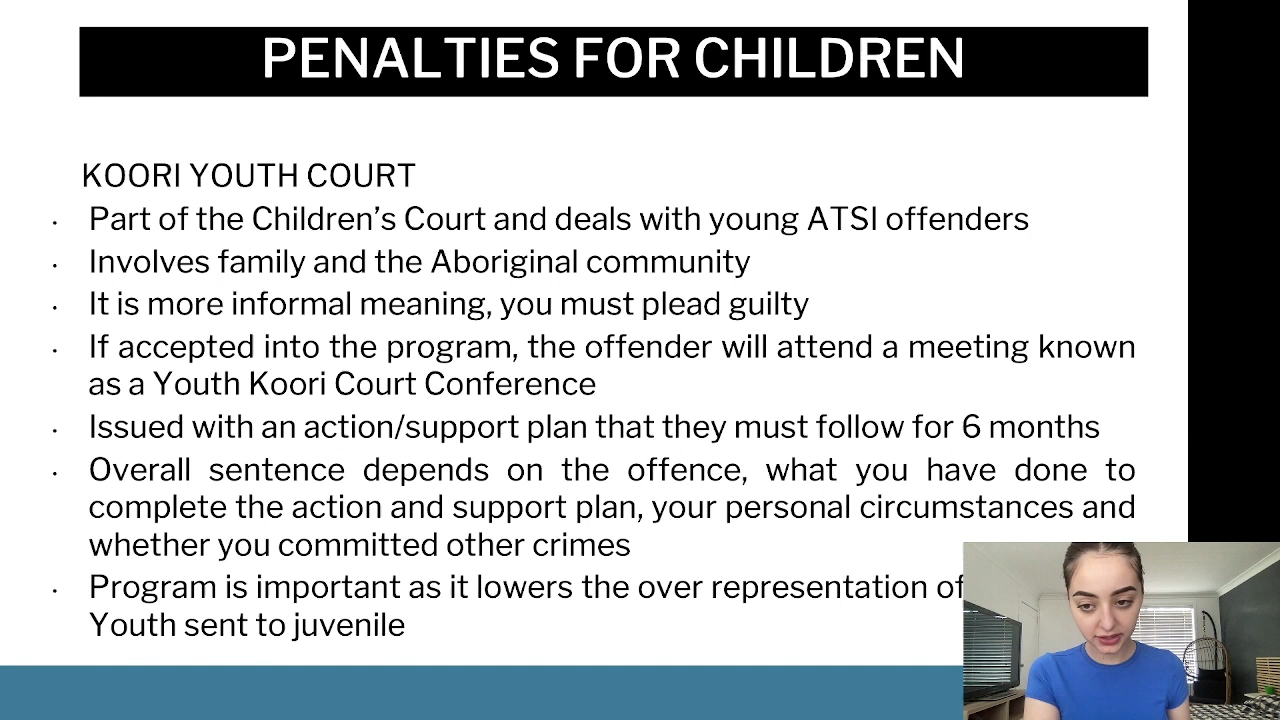 PENALTIES FOR CHILDREN
KOORI YOUTH COURT
· Part of the Children’s Court and deals with young ATSI offenders
· Involves family and the Aboriginal community
· It is more informal meaning, you must plead guilty
· If accepted into the program, the offender will attend a meeting known
as a Youth Koori Court Conference
· Issued with an action/support plan that they must follow for 6 months
· Overall sentence depends on the offence, what you have done to
complete the action and support plan, your personal circumstances and
whether you committed other crimes
· Program is important as it lowers the over representation of
Youth sent to juvenile